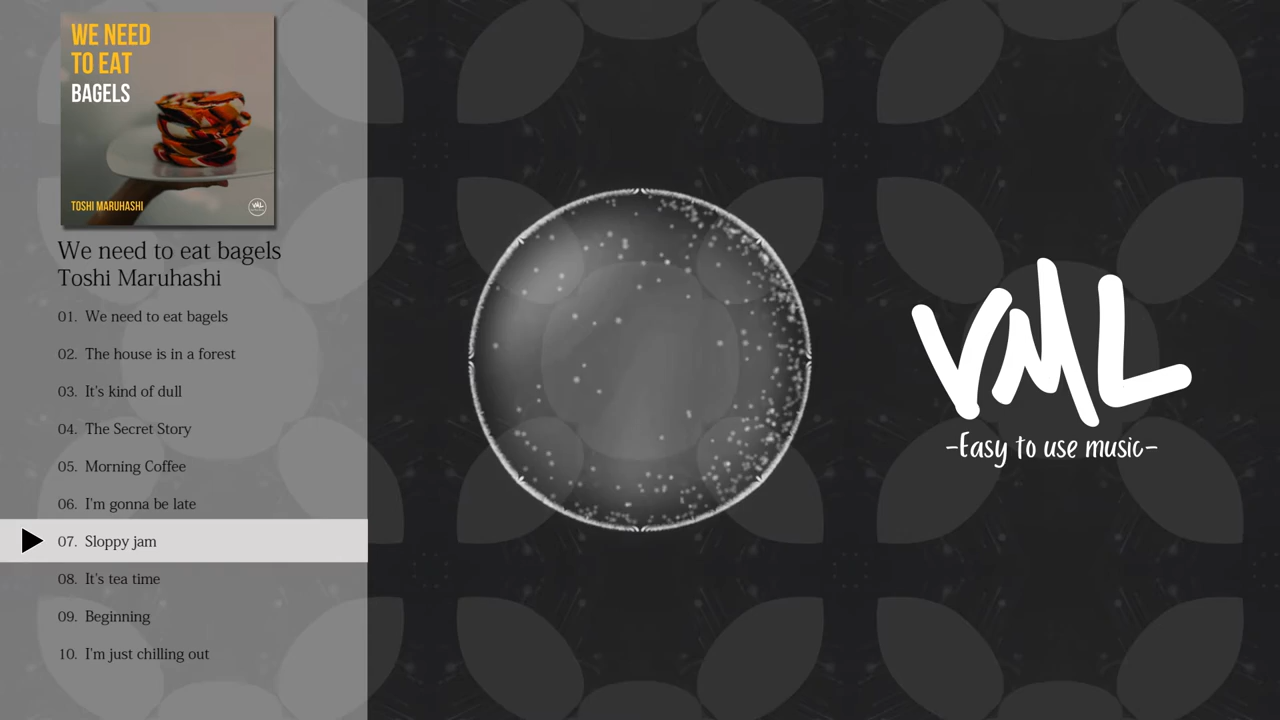 WE NEED
TO EAT
BAGELS
TOSHI MARUHASHI
VML
We need to eat bagels
Toshi Maruhashi
01. We need to eat bagels
02. The house is in a forest
03. It's kind of dull
04. The Secret Story
05. Morning Coffee
06. I'm gonna be late
07. Sloppy jam
08. It's tea time
09. Beginning
10. I'm just chilling out
VML
-Easy to use music-